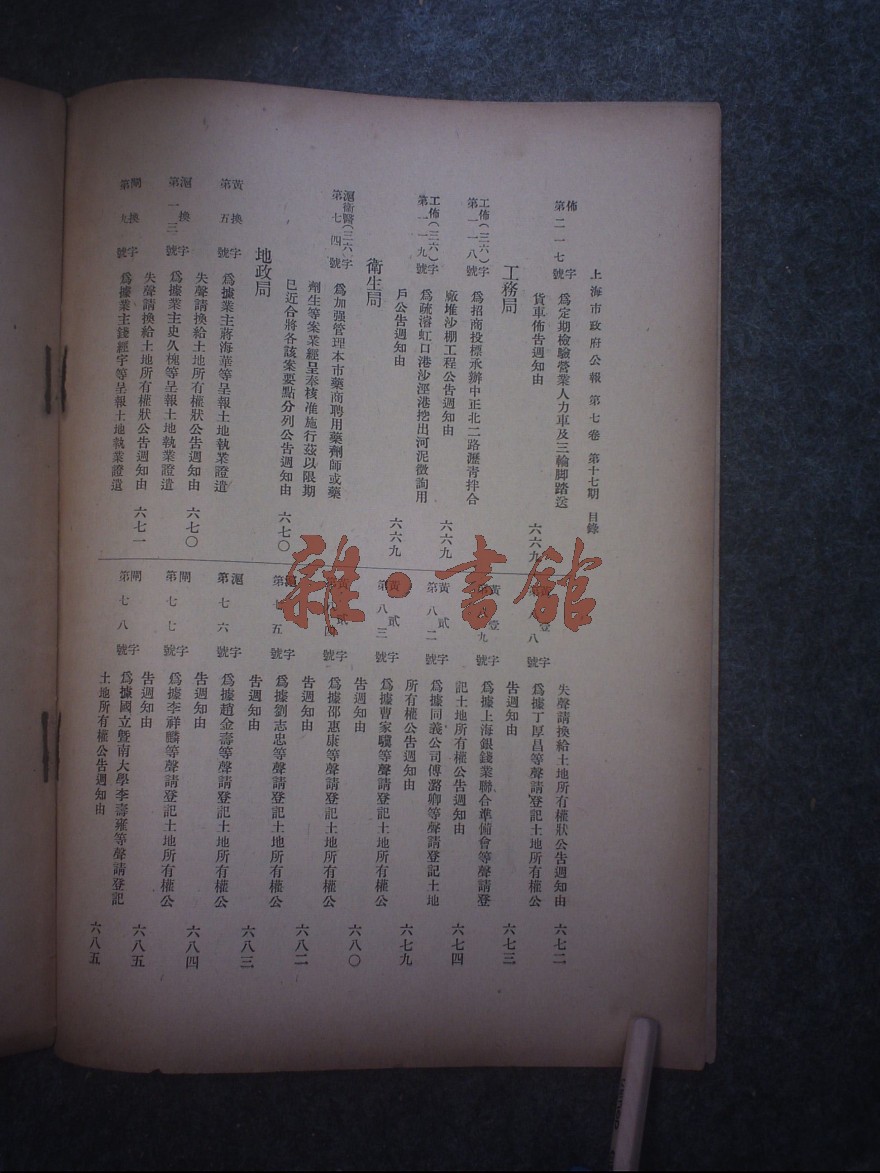 上海市政府公報 第七卷 第十七期 目錄
佈字第二一七號
爲定期檢驗營業人力車及三輪脚踏送
貨車佈告週知由 六六九
工務局
工佈(三六)字第一一八號
爲招商投標承辦中正北二路瀝青拌合
廠堆沙棚工程公告週知由 六六九
工佈(三六)字第一一九號
爲疏濬虹口港沙涇港挖出河泥徵詢用
戶公告週知由 六六九
衛生局
滬衛醫(三六)字第七四號
爲加强管理本市藥商聘用藥劑師或藥
劑生等案業經呈奉核准施行茲以限期
已近合將各該案要點分列公告週知由 六七〇
地政局
黃換字第五號
爲據業主蔣海華等呈報土地執業證遺
失聲請換給土地所有權狀公告週知由 六七〇
滬換字第一三號
爲據業主史久槐等呈報土地執業證遺
失聲請換給土地所有權狀公告週知由 六七一
閘換字第九號
爲據業主錢經宇等呈報土地執業證遺
失聲請換給土地所有權狀公告週知由 六七二
黃壹字第八八號
爲據丁厚昌等聲請登記土地所有權公
告週知由 六七三
黃壹字第九號
爲據上海銀錢業聯合準備會等聲請登
記土地所有權公告週知由 六七四
黃貳字第八二號
爲據同義公司傅潞卿等聲請登記土地
所有權公告週知由 六七九
黃貳字第八三號
爲據曹家驥等聲請登記土地所有權公
告週知由 六八〇
黃貳字第四號
爲據邵惠康等聲請登記土地所有權公
告週知由 六八二
滬字第五號
爲據劉志忠等聲請登記土地所有權公
告週知由 六八三
滬字第七六號
爲據趙金壽等聲請登記土地所有權公
告週知由 六八四
閘字第七七號
爲據李祥麟等聲請登記土地所有權公
告週知由 六八五
閘字第七八號
爲據國立暨南大學李壽雍等聲請登記
土地所有權公告週知由 六八五
雜·書館